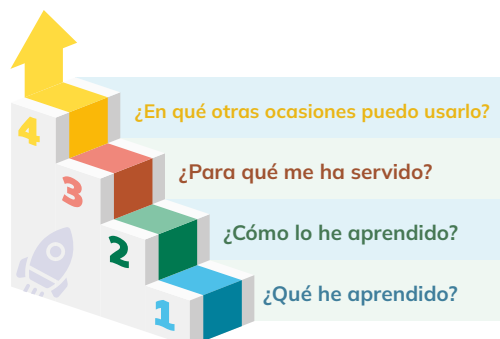 4 ¿En qué otras ocasiones puedo usarlo?
3 ¿Para qué me ha servido?
2 ¿Cómo lo he aprendido?
1 ¿Qué he aprendido?